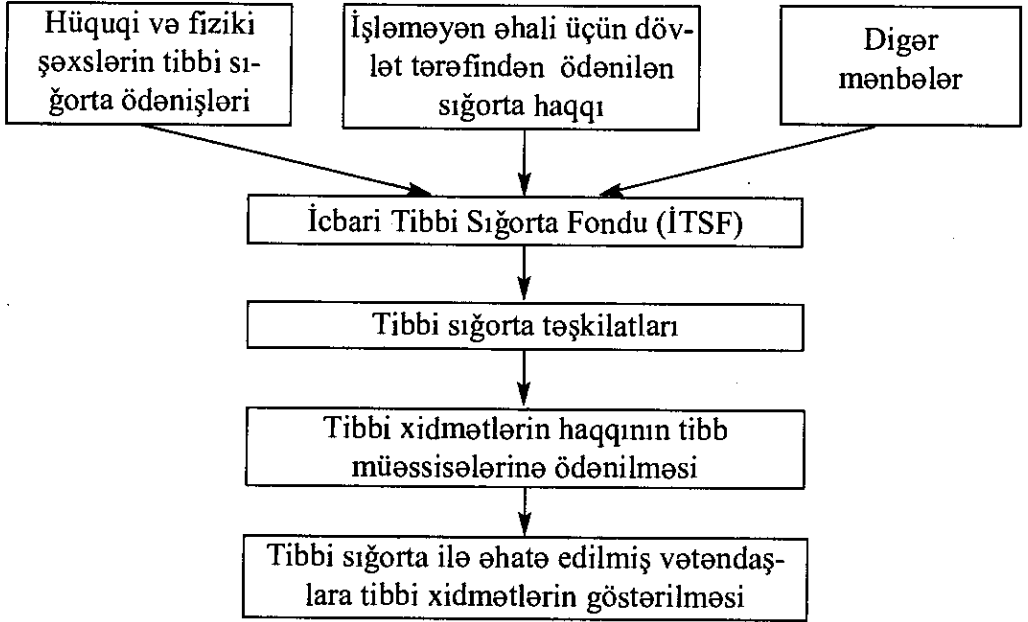 Hüquqi və fiziki
şəxslərin tibbi sı-
ğorta ödənişləri
İşləməyən əhali üçün döv-
lət tərəfindən ödənilən
sığorta haqqı
Digər
mənbələr
İcbari Tibbi Sığorta Fondu (İTSF)
Tibbi sığorta təşkilatları
Tibbi xidmətlərin haqqının tibb
müəssisələrinə ödənilməsi
Tibbi sığorta ilə əhatə edilmiş vətəndaş-
lara tibbi xidmətlərin göstərilməsi